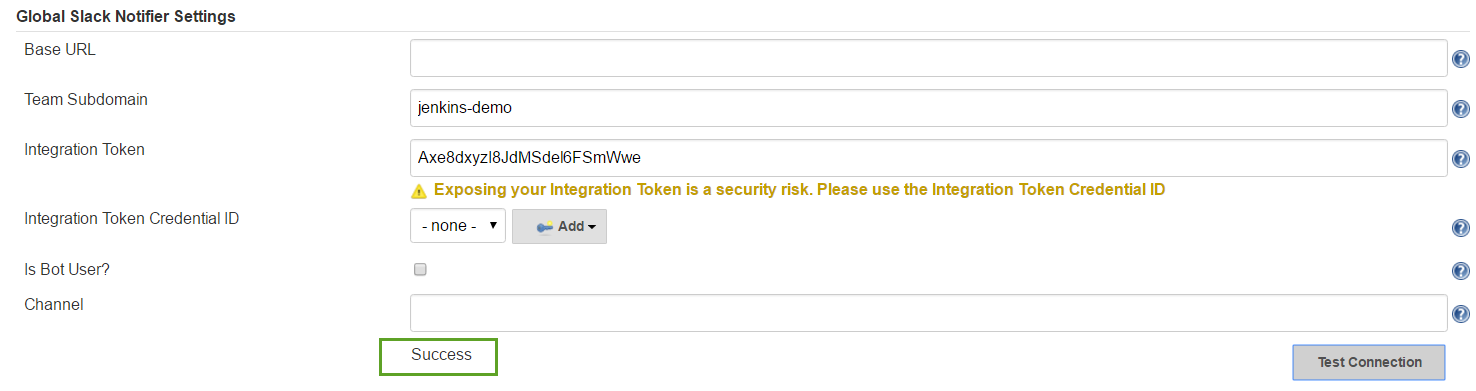 Global Slack Notifier Settings
Base URL
Team Subdomain
jenkins-demo
Integration Token
Axe8dxyzI8JdMSdel6FSmWwe
Exposing your Integration Token is a security risk. Please use the Integration Token Credential ID
Integration Token Credential ID
- none -
Add
Is Bot User?
Channel
Success
Test Connection